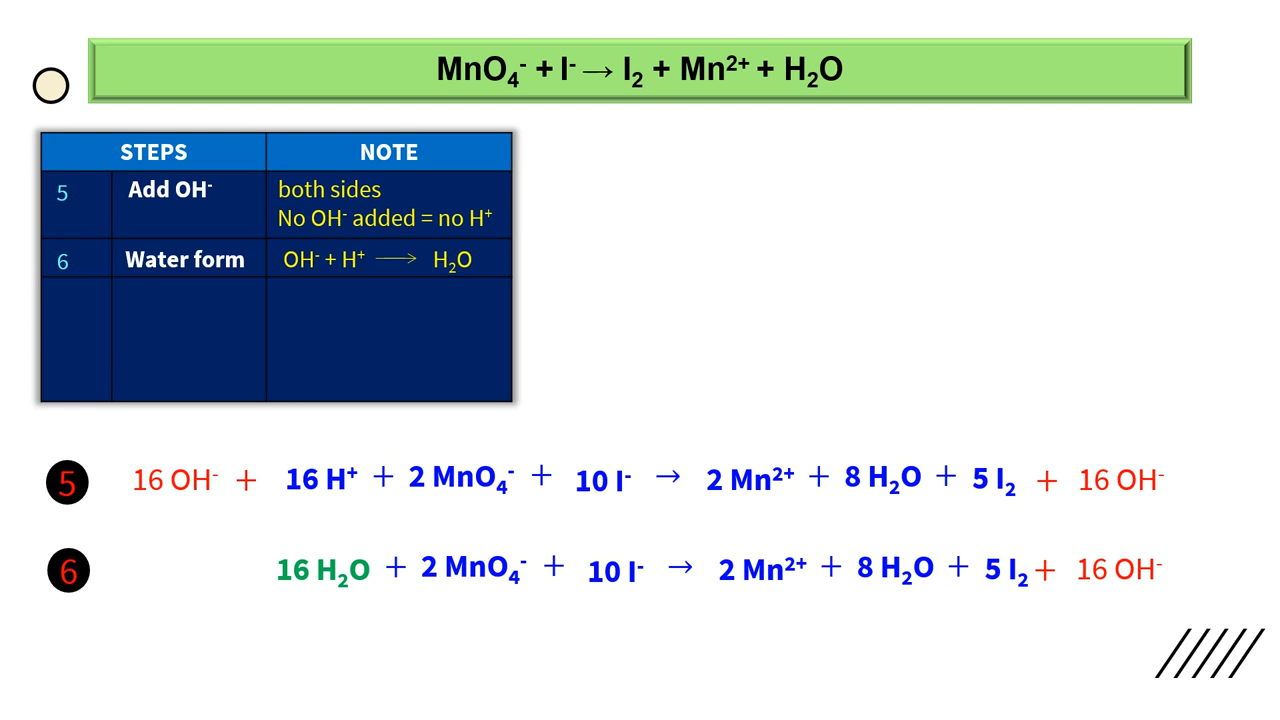 MnO₄⁻ + I⁻ → I₂ + Mn²⁺ + H₂O
STEPS NOTE
5 Add OH⁻ both sides
No OH⁻ added = no H⁺
6 Water form OH⁻ + H⁺ → H₂O
5 16 OH⁻ + 16 H⁺ + 2 MnO₄⁻ + 10 I⁻ → 2 Mn²⁺ + 8 H₂O + 5 I₂ + 16 OH⁻
6 16 H₂O + 2 MnO₄⁻ + 10 I⁻ → 2 Mn²⁺ + 8 H₂O + 5 I₂ + 16 OH⁻